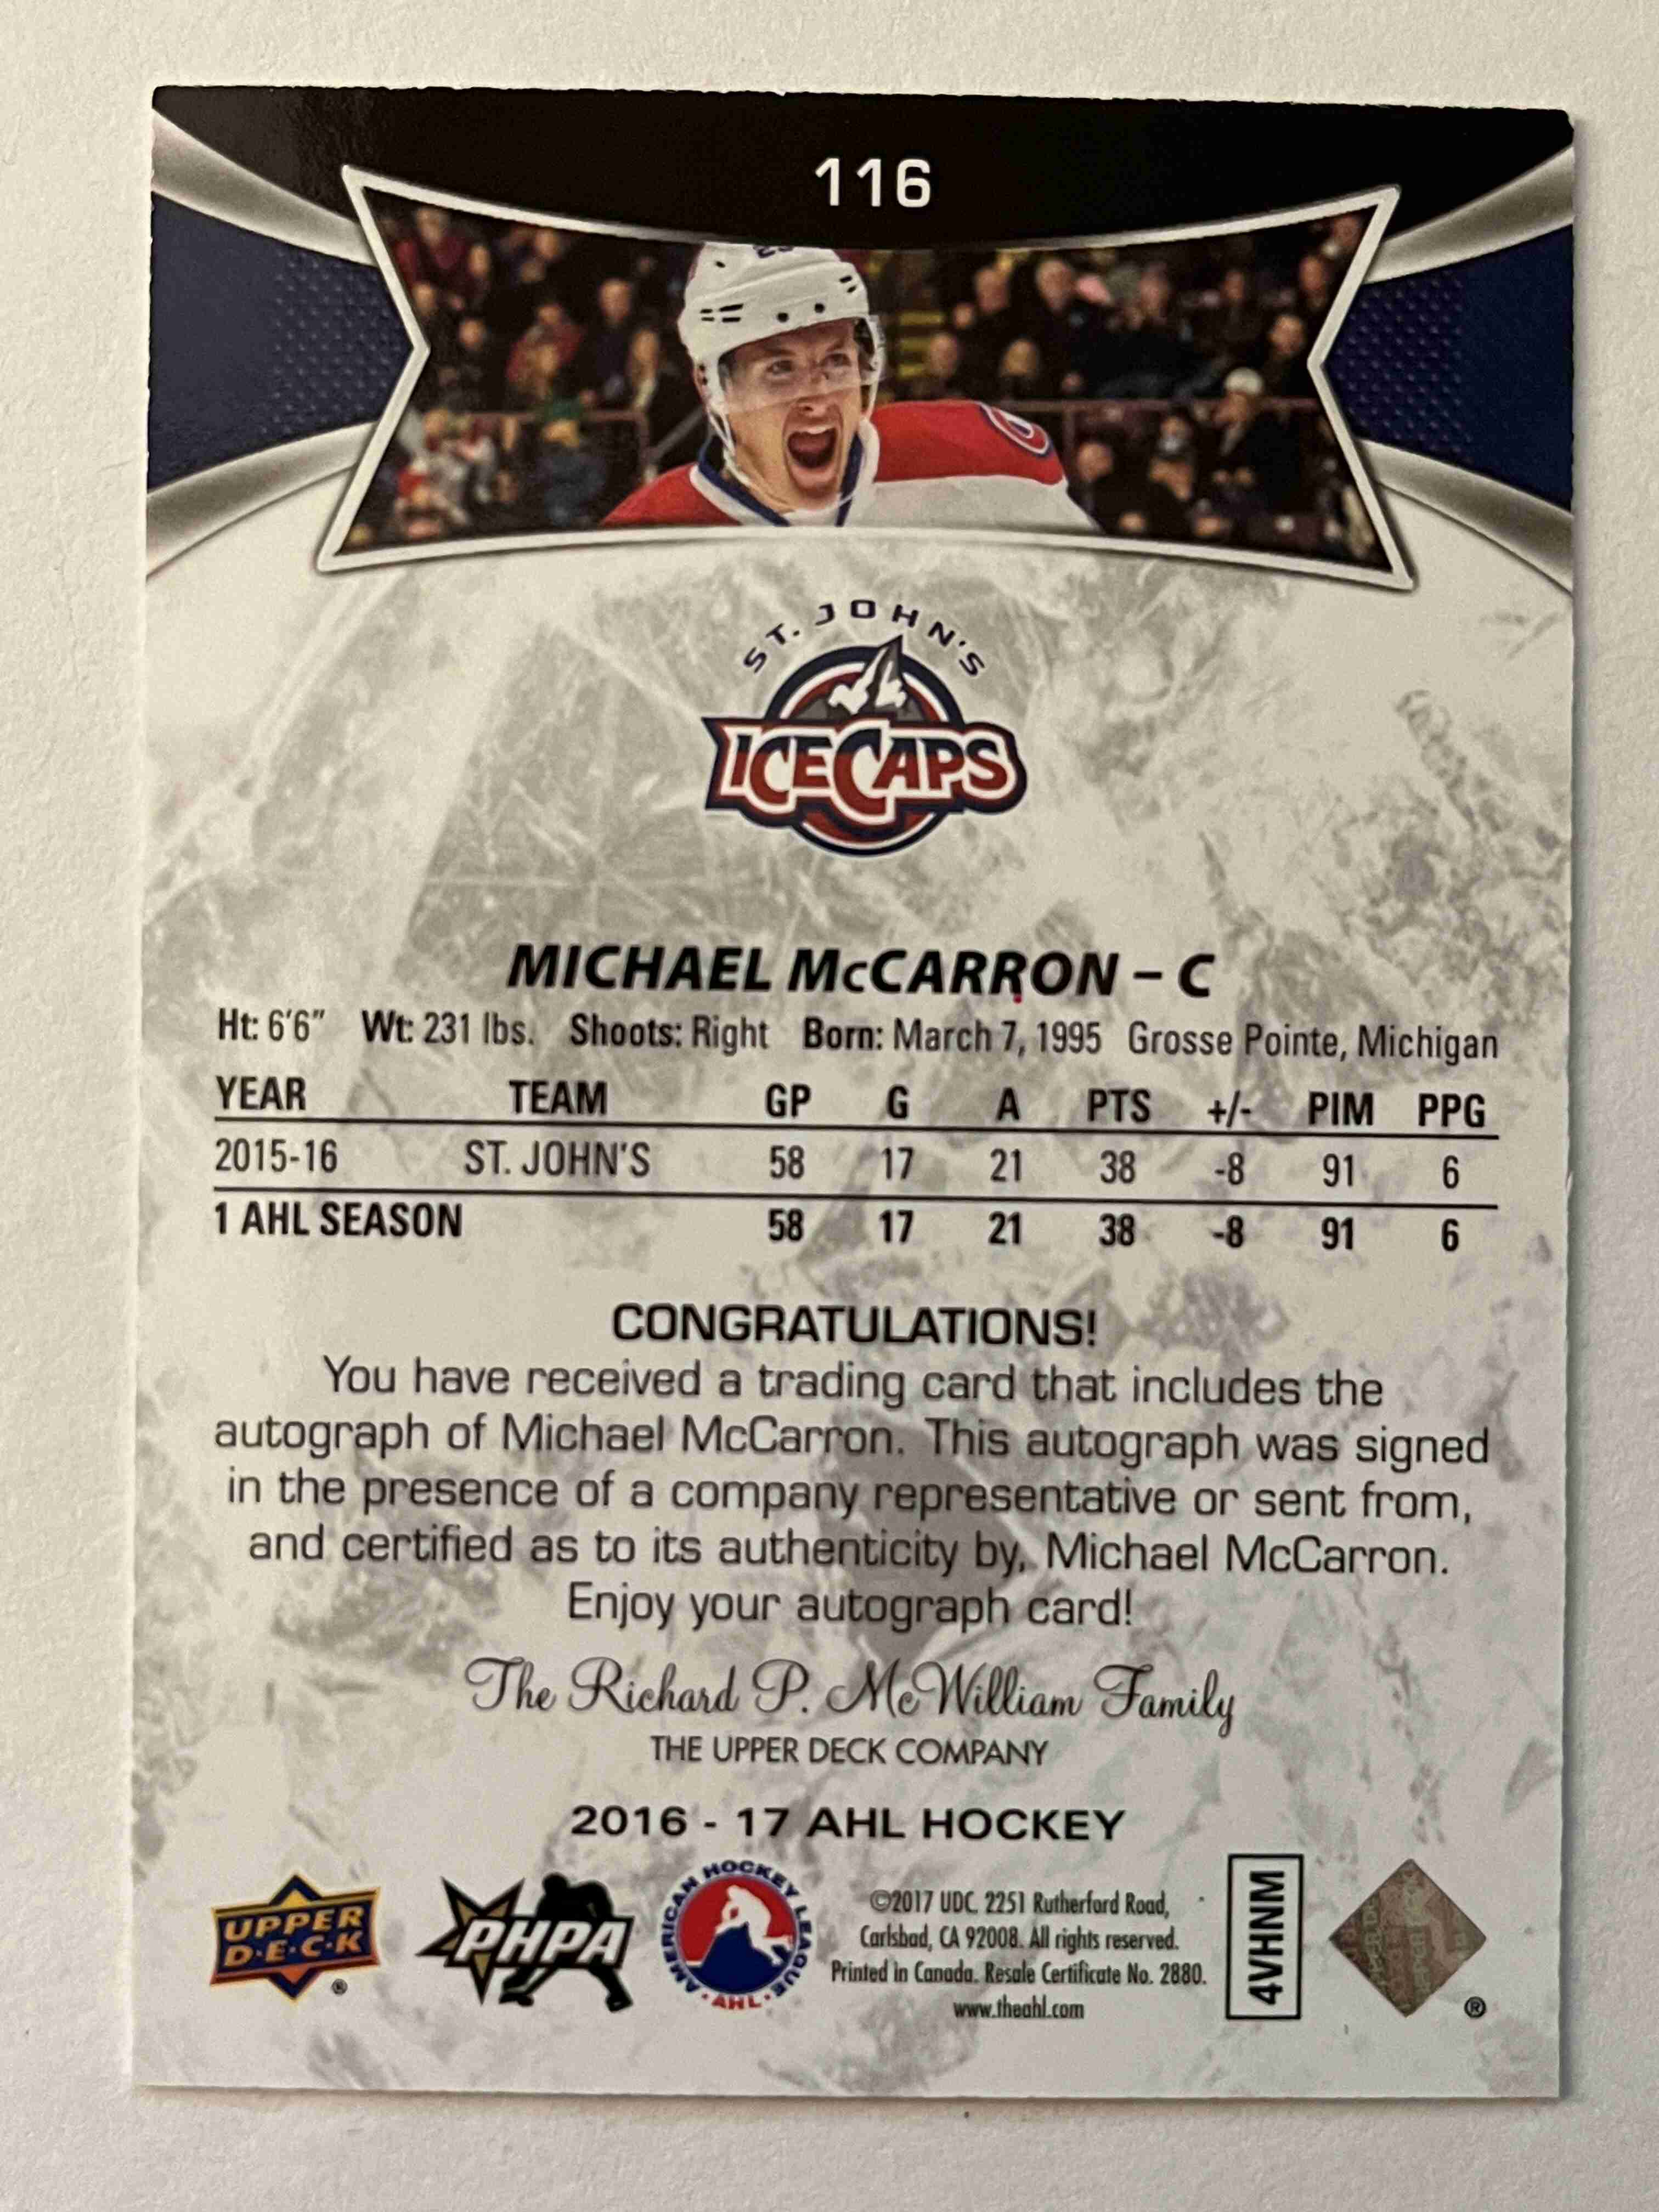 116
ST. JOHN'S
ICECAPS
MICHAEL McCARRON – C
Ht: 6'6" Wt: 231 lbs. Shoots: Right Born: March 7, 1995 Grosse Pointe, Michigan
YEAR TEAM GP G A PTS +/- PIM PPG
2015-16 ST. JOHN'S 58 17 21 38 -8 91 6
1 AHL SEASON 58 17 21 38 -8 91 6
CONGRATULATIONS!
You have received a trading card that includes the
autograph of Michael McCarron. This autograph was signed
in the presence of a company representative or sent from,
and certified as to its authenticity by, Michael McCarron.
Enjoy your autograph card!
The Richard P. McWilliam Family
THE UPPER DECK COMPANY
2016 - 17 AHL HOCKEY
UPPER
D•E•C•K
®
PHPA
AMERICAN HOCKEY LEAGUE
• AHL •
©2017 UDC. 2251 Rutherford Road,
Carlsbad, CA 92008. All rights reserved.
Printed in Canada. Resale Certificate No. 2880.
www.theahl.com
4VHNM
®